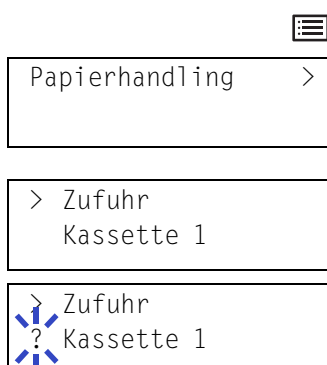 Papierhandling >
> Zufuhr
Kassette 1
> Zufuhr
? Kassette 1